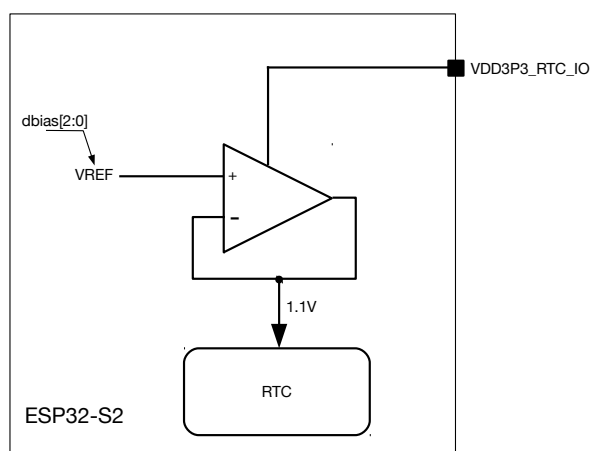 VDD3P3_RTC_IO
dbias[2:0]
VREF
+
-
1.1V
RTC
ESP32-S2